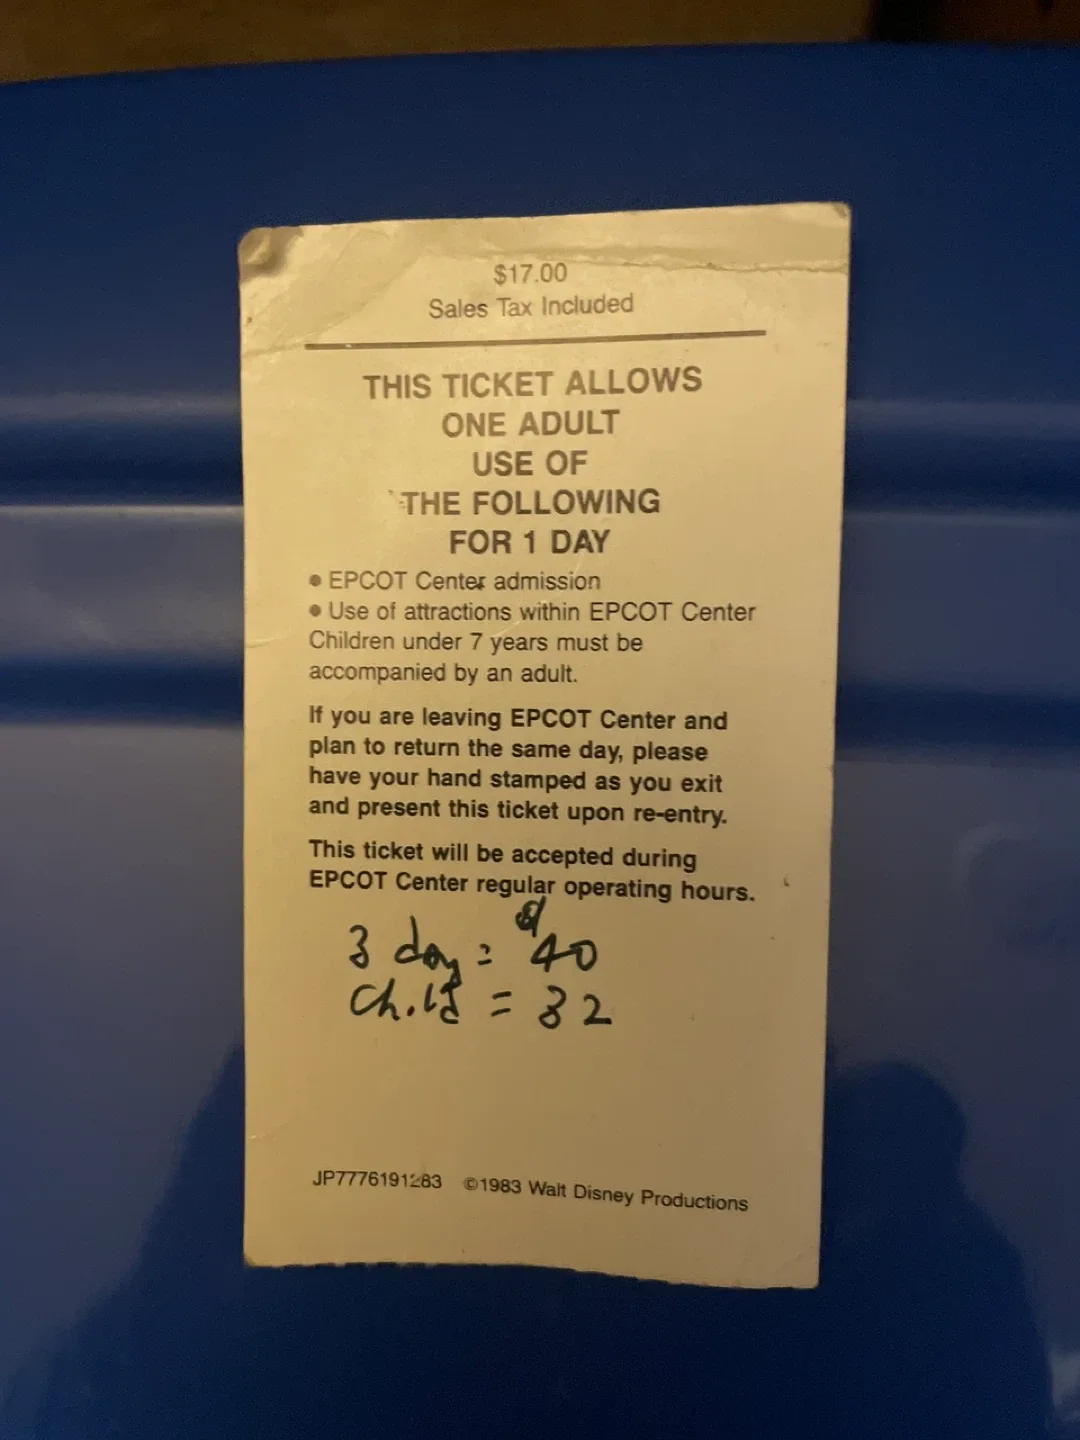 $17.00
Sales Tax Included
THIS TICKET ALLOWS
ONE ADULT
USE OF
THE FOLLOWING
FOR 1 DAY
• EPCOT Center admission
• Use of attractions within EPCOT Center
Children under 7 years must be
accompanied by an adult.
If you are leaving EPCOT Center and
plan to return the same day, please
have your hand stamped as you exit
and present this ticket upon re-entry.
This ticket will be accepted during
EPCOT Center regular operating hours.
3 day = $40
Child = 32
JP7776191283 ©1983 Walt Disney Productions